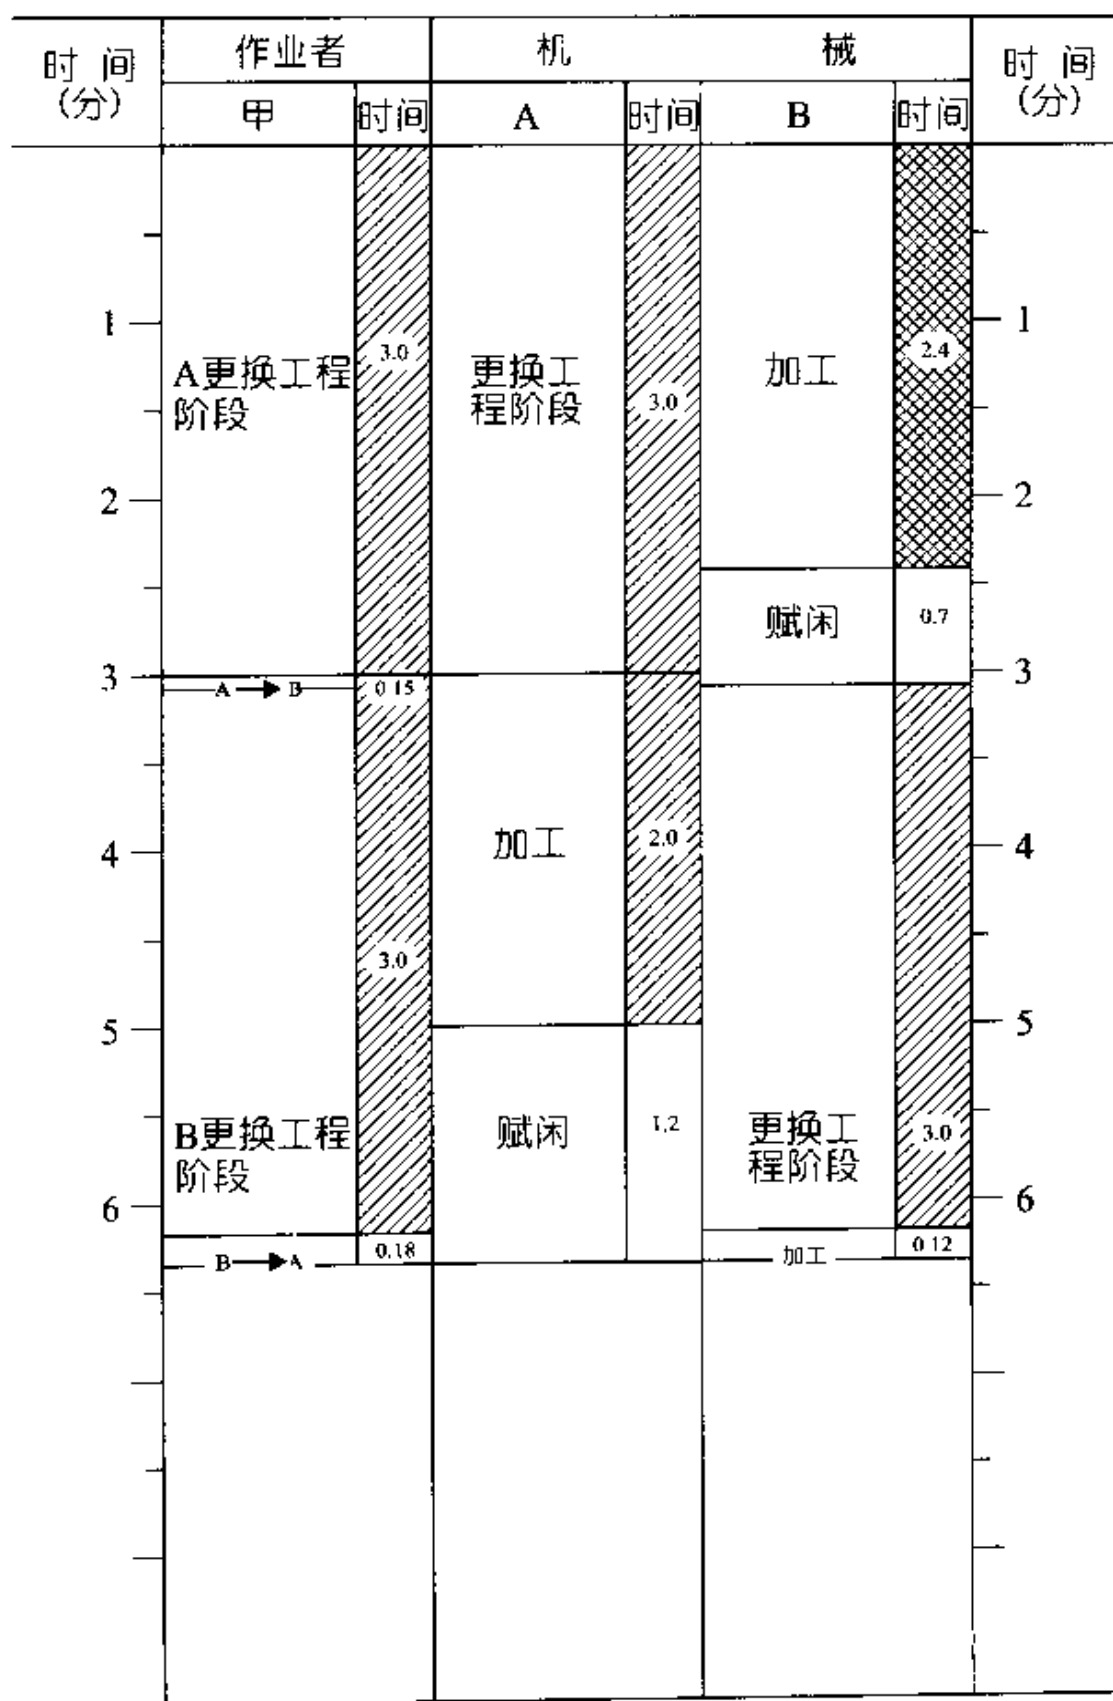 时 间
(分)
作业者
机 械
时 间
(分)
甲
时间
A
时间
B
时间
1
2
3
4
5
6
A更换工程
阶段
3.0
A B
0.15
3.0
B更换工程
阶段
B A
0.18
更换工
程阶段
3.0
加工
2.0
赋闲
1.2
加工
2.4
赋闲
0.7
更换工
程阶段
3.0
加工
0.12
1
2
3
4
5
6